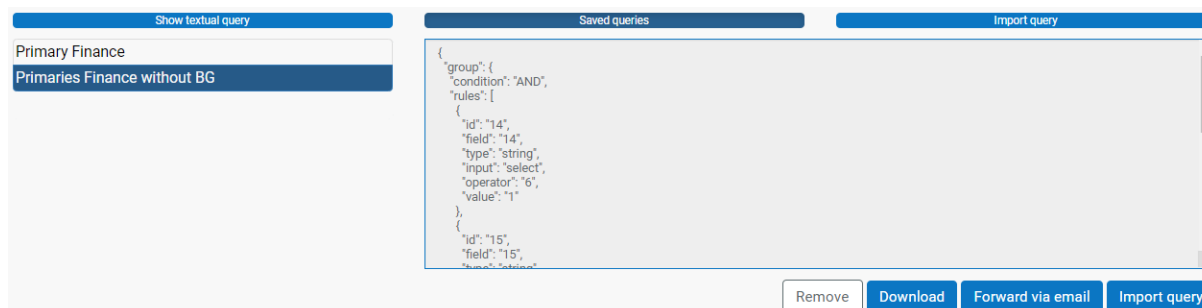 Show textual query
Saved queries
Import query
Primary Finance
Primaries Finance without BG
{
"group": {
"condition": "AND",
"rules": [
{
"id": "14",
"field": "14",
"type": "string",
"input": "select",
"operator": "6",
"value": "1"
},
{
"id": "15",
"field": "15",
"type": "string"
Remove
Download
Forward via email
Import query